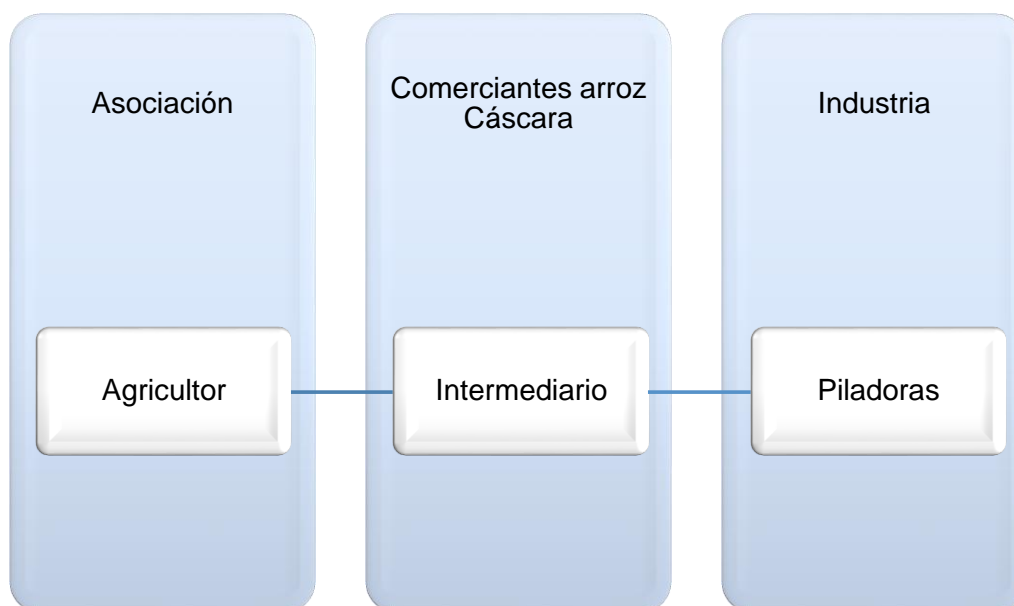 Asociación
Comerciantes arroz
Cáscara
Industria
Agricultor
Intermediario
Piladoras